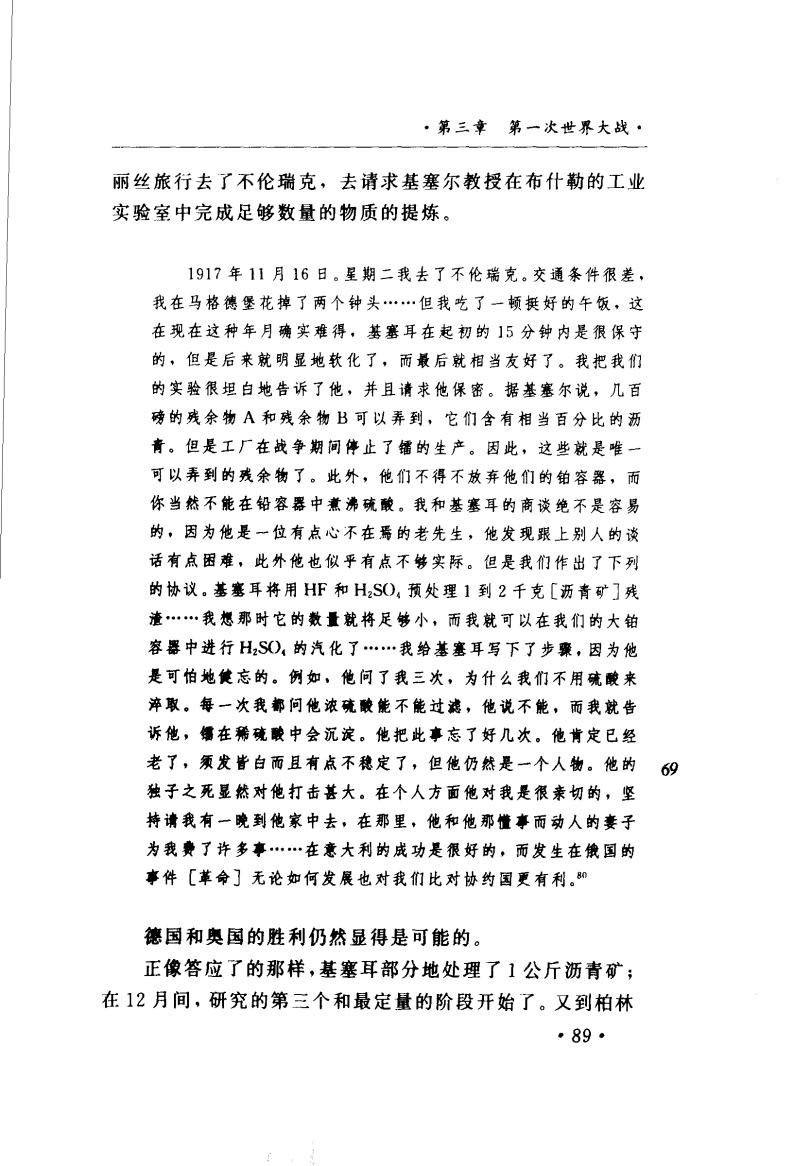 ·第三章 第一次世界大战·
丽丝旅行去了不伦瑞克，去请求基塞尔教授在布什勒的工业
实验室中完成足够数量的物质的提炼。
1917 年 11 月 16 日。星期二我去了不伦瑞克。交通条件很差，
我在马格德堡花掉了两个钟头……但我吃了一顿挺好的午饭，这
在现在这种年月确实难得，基塞耳在起初的 15 分钟内是很保守
的，但是后来就明显地软化了，而最后就相当友好了。我把我们
的实验很坦白地告诉了他，并且请求他保密。据基塞尔说，几百
磅的残余物 A 和残余物 B 可以弄到，它们含有相当百分比的沥
青。但是工厂在战争期间停止了镭的生产。因此，这些就是唯一
可以弄到的残余物了。此外，他们不得不放弃他们的铂容器，而
你当然不能在铅容器中煮沸硫酸。我和基塞耳的商谈绝不是容易
的，因为他是一位有点心不在焉的老先生，他发现跟上别人的谈
话有点困难，此外他也似乎有点不够实际。但是我们作出了下列
的协议。基塞耳将用 HF 和 H₂SO₄ 预处理 1 到 2 千克［沥青矿］残
渣……我想那时它的数量就将足够小，而我就可以在我们的大铂
容器中进行 H₂SO₄ 的汽化了……我给基塞耳写下了步骤，因为他
是可怕地健忘的。例如，他问了我三次，为什么我们不用硫酸来
淬取。每一次我都问他浓硫酸能不能过滤，他说不能，而我就告
诉他，镭在稀硫酸中会沉淀。他把此事忘了好几次。他肯定已经
老了，须发皆白而且有点不稳定了，但他仍然是一个人物。他的
独子之死显然对他打击甚大。在个人方面他对我是很亲切的，坚
持请我有一晚到他家中去，在那里，他和他那懂事而动人的妻子
为我费了许多事……在意大利的成功是很好的，而发生在俄国的
事件［革命］无论如何发展也对我们比对协约国更有利。⁸⁰
69
德国和奥国的胜利仍然显得是可能的。
正像答应了的那样，基塞耳部分地处理了 1 公斤沥青矿；
在 12 月间，研究的第三个和最定量的阶段开始了。又到柏林
·89·